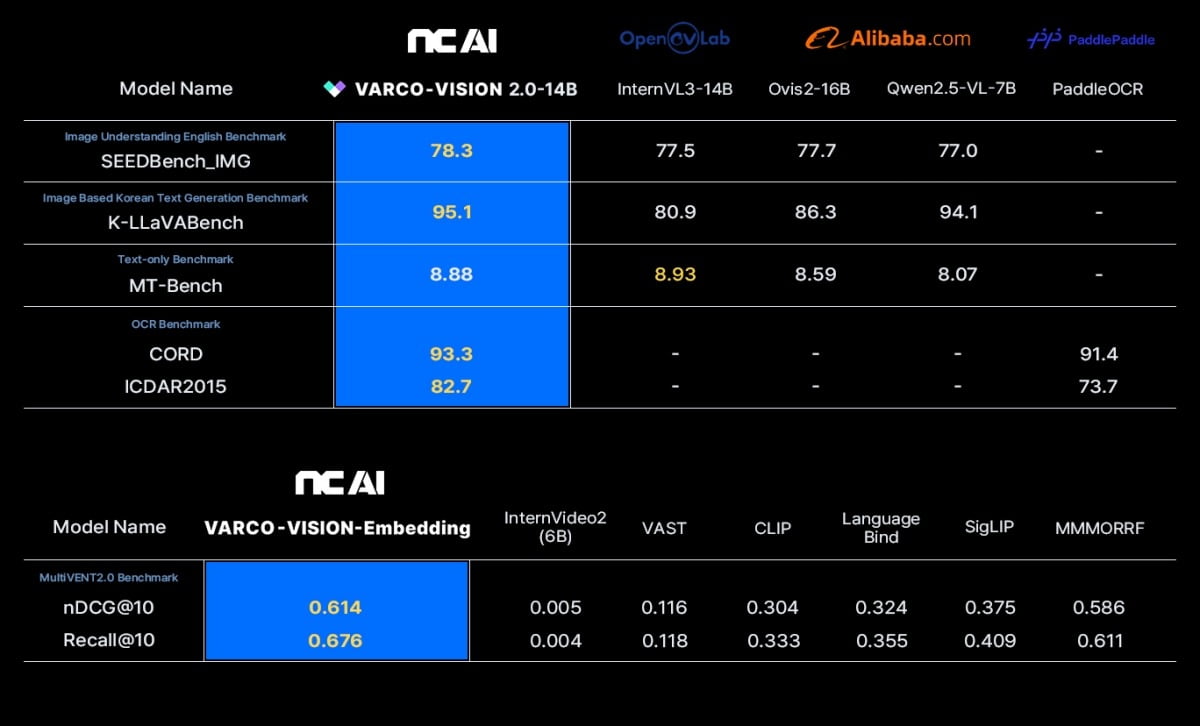 NC AI OpenGVLab Alibaba.com PaddlePaddle
Model Name VARCO-VISION 2.0-14B InternVL3-14B Ovis2-16B Qwen2.5-VL-7B PaddleOCR
Image Understanding English Benchmark
SEEDBench_IMG 78.3 77.5 77.7 77.0 -
Image Based Korean Text Generation Benchmark
K-LLaVABench 95.1 80.9 86.3 94.1 -
Text-only Benchmark
MT-Bench 8.88 8.93 8.59 8.07 -
OCR Benchmark
CORD 93.3 - - - 91.4
ICDAR2015 82.7 - - - 73.7
NC AI
Model Name VARCO-VISION-Embedding InternVideo2 (6B) VAST CLIP Language Bind SigLIP MMMORRF
MultiVENT2.0 Benchmark
nDCG@10 0.614 0.005 0.116 0.304 0.324 0.375 0.586
Recall@10 0.676 0.004 0.118 0.333 0.355 0.409 0.611